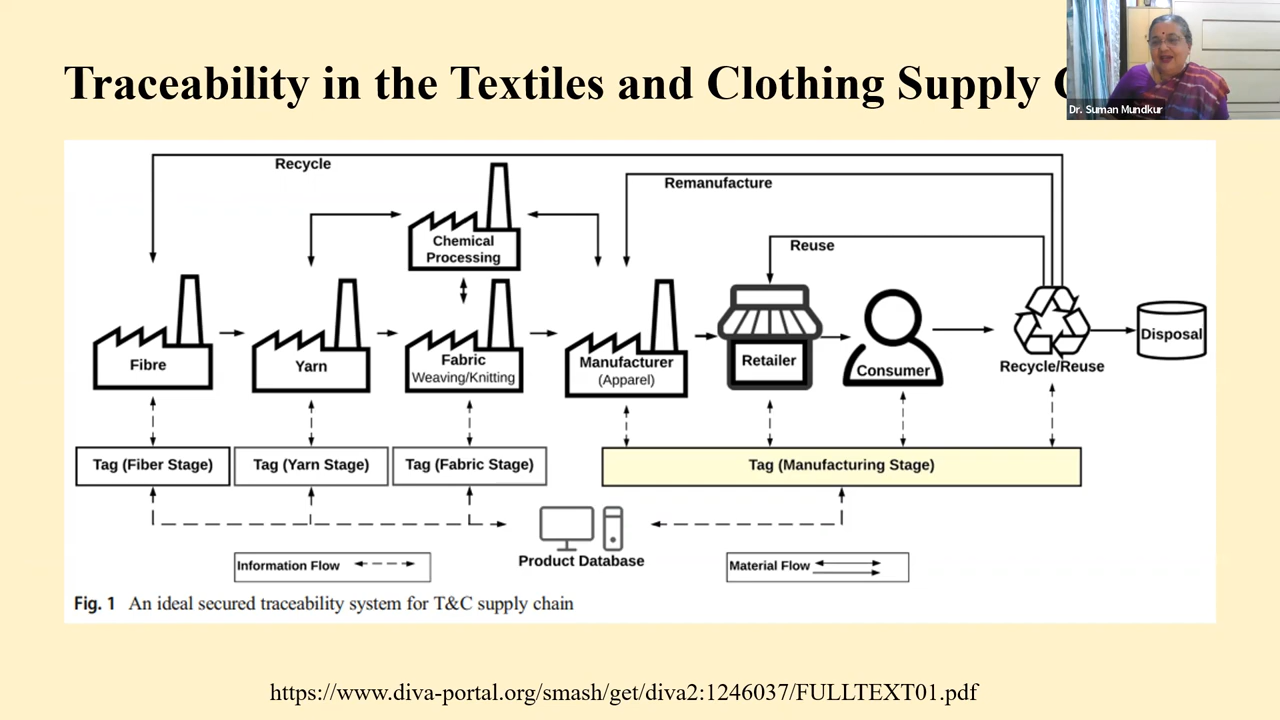 Traceability in the Textiles and Clothing Supply
Dr. Suman Mundkur
Recycle
Remanufacture
Reuse
Chemical
Processing
Fibre
Yarn
Fabric
Weaving/Knitting
Manufacturer
(Apparel)
Retailer
Consumer
Recycle/Reuse
Disposal
Tag (Fiber Stage)
Tag (Yarn Stage)
Tag (Fabric Stage)
Tag (Manufacturing Stage)
Product Database
Information Flow
Material Flow
Fig. 1 An ideal secured traceability system for T&C supply chain
https://www.diva-portal.org/smash/get/diva2:1246037/FULLTEXT01.pdf